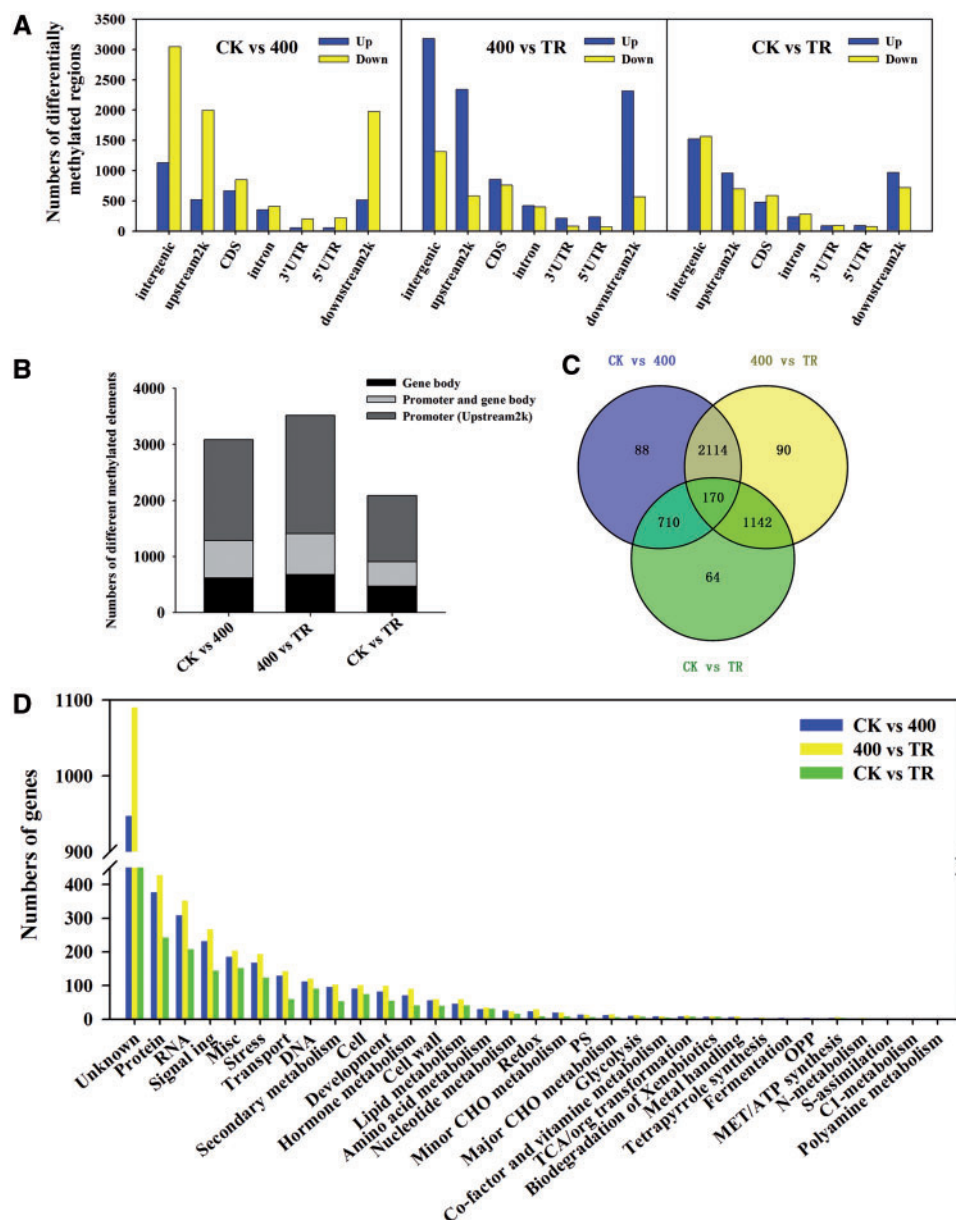 A
Numbers of differentially
methylated regions
3500
3000
2500
2000
1500
1000
500
0
CK vs 400
Up
Down
400 vs TR
Up
Down
CK vs TR
Up
Down
intergenic
upstream2k
CDS
intron
3'UTR
5'UTR
downstream2k
intergenic
upstream2k
CDS
intron
3'UTR
5'UTR
downstream2k
intergenic
upstream2k
CDS
intron
3'UTR
5'UTR
downstream2k
B
Numbers of different methylated elements
4000
3000
2000
1000
0
Gene body
Promoter and gene body
Promoter (Upstream2k)
CK vs 400
400 vs TR
CK vs TR
C
CK vs 400
400 vs TR
88
2114
90
170
710
1142
64
CK vs TR
D
Numbers of genes
1100
1000
900
400
300
200
100
0
CK vs 400
400 vs TR
CK vs TR
Unknown
Protein
RNA
Signal ing
Misc
Stress
Transport
DNA
Secondary metabolism
Cell
Development
Hormone metabolism
Cell wall
Lipid metabolism
Amino acid metabolism
Nucleotide metabolism
Redox
Minor CHO metabolism
PS
Major CHO metabolism
Glycolysis
Co-factor and vitamine metabolism
TCA/org transformation
Biodegradation of Xenobiotics
Metal handling
Tetrapyrrole synthesis
Fermentation
OPP
MET/ATP synthesis
N-metabolism
S-assimilation
C1-metabolism
Polyamine metabolism